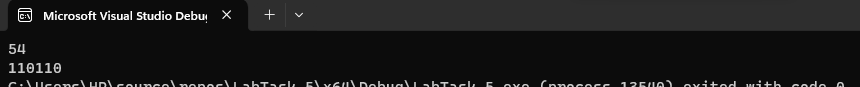 Microsoft Visual Studio Debug
54
110110
C:\Users\HP\source\repos\LabTask 5\x64\Debug\LabTask 5.exe (process 13540) exited with code 0